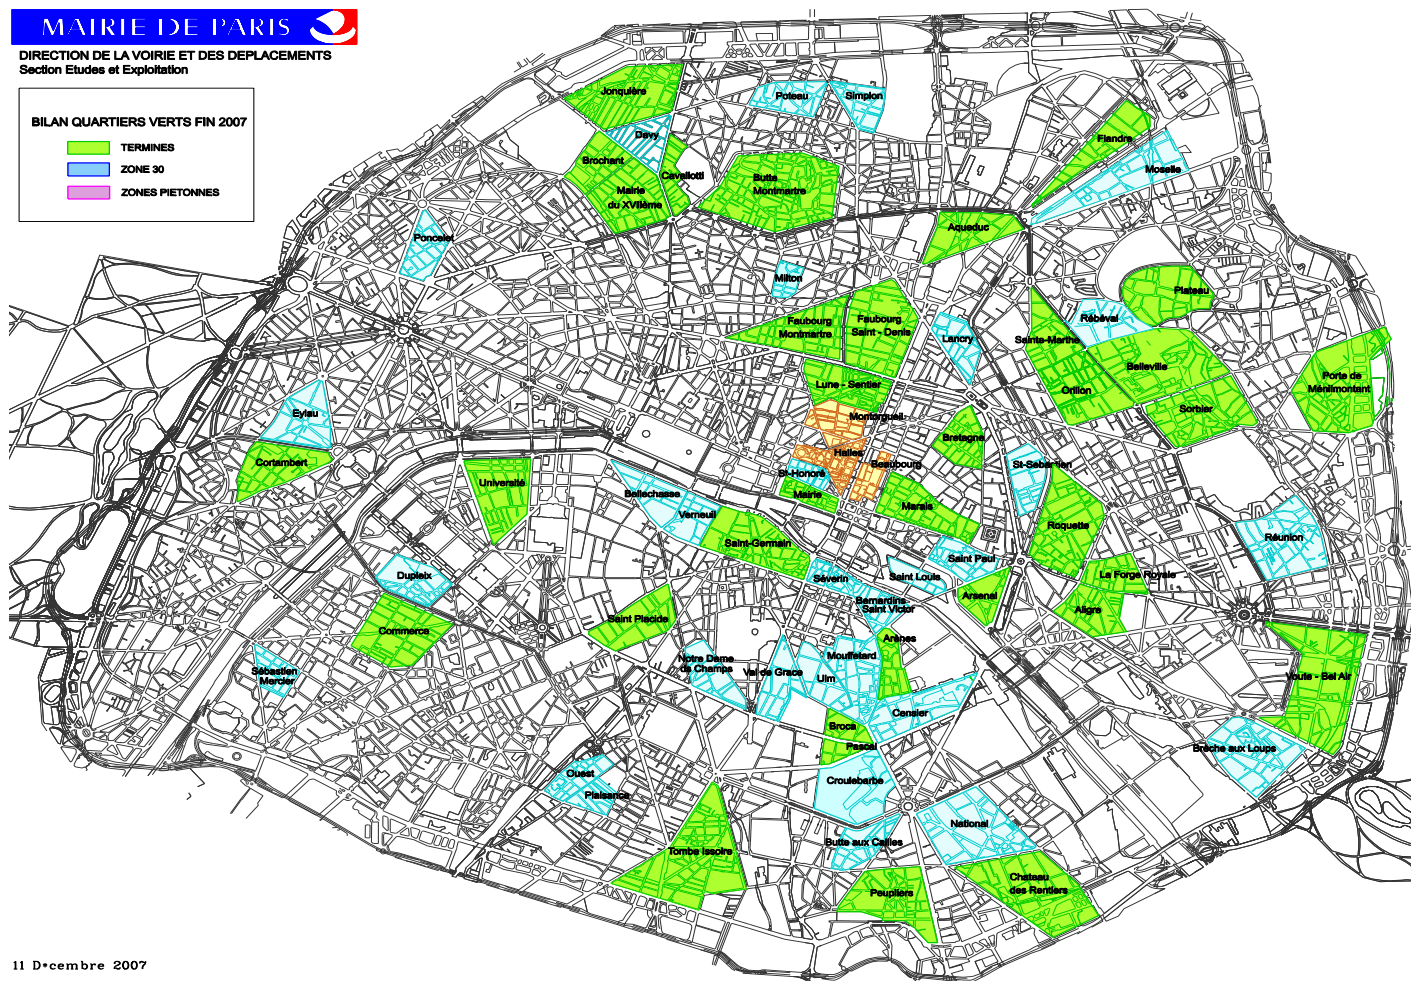 MAIRIE DE PARIS
DIRECTION DE LA VOIRIE ET DES DEPLACEMENTS
Section Etudes et Exploitation
BILAN QUARTIERS VERTS FIN 2007
TERMINES
ZONE 30
ZONES PIETONNES
Jonquière
Poteau
Simplon
Davy
Flandre
Brochant
Moselle
Cavallotti
Butte
Montmartre
Mairie
du XVIIème
Aqueduc
Poncelet
Milton
Plateau
Rébéval
Faubourg
Montmartre
Faubourg
Saint - Denis
Lancry
Sainte-Marthe
Belleville
Porte de
Ménilmontant
Lune - Sentier
Orillon
Sorbier
Eylau
Montorgueil
Bretagne
Halles
Cortambert
Beaubourg
St-Honoré
St-Sébastien
Université
Mairie
Bellechasse
Marais
Verneuil
Roquette
Saint-Germain
Réunion
Saint Paul
Dupleix
Séverin
Saint Louis
La Forge Royale
Arsenal
Bernardins
- Saint Victor
Aligre
Saint Placide
Commerce
Arènes
Mouffetard
Notre Dame
de Champs
Val de Grace
Ulm
Sébastien
Mercier
Voute - Bel Air
Censier
Broca
Pascal
Brèche aux Loups
Ouest
Plaisance
Croulebarbe
National
Butte aux Cailles
Tombe Issoire
Peupliers
Chateau
des Rentiers
11 D•cembre 2007